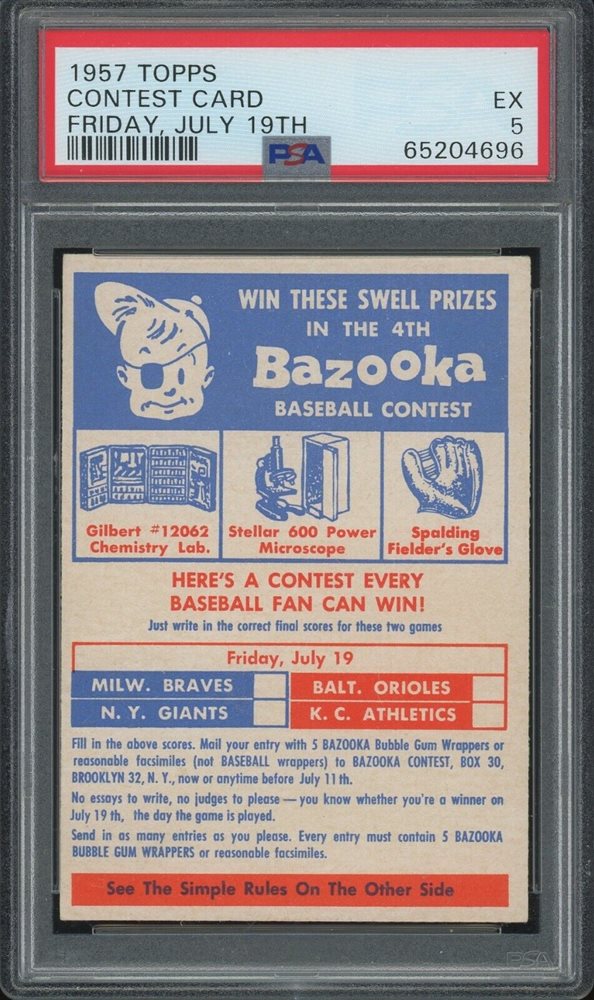 1957 TOPPS
CONTEST CARD EX
FRIDAY, JULY 19TH 5
PSA 65204696
WIN THESE SWELL PRIZES
IN THE 4TH
Bazooka
BASEBALL CONTEST
Gilbert #12062
Chemistry Lab.
Stellar 600 Power
Microscope
Spalding
Fielder's Glove
HERE'S A CONTEST EVERY
BASEBALL FAN CAN WIN!
Just write in the correct final scores for these two games
Friday, July 19
MILW. BRAVES BALT. ORIOLES
N. Y. GIANTS K. C. ATHLETICS
Fill in the above scores. Mail your entry with 5 BAZOOKA Bubble Gum Wrappers or
reasonable facsimiles (not BASEBALL wrappers) to BAZOOKA CONTEST, BOX 30,
BROOKLYN 32, N. Y., now or anytime before July 11th.
No essays to write, no judges to please — you know whether you're a winner on
July 19th, the day the game is played.
Send in as many entries as you please. Every entry must contain 5 BAZOOKA
BUBBLE GUM WRAPPERS or reasonable facsimiles.
See The Simple Rules On The Other Side
PSA